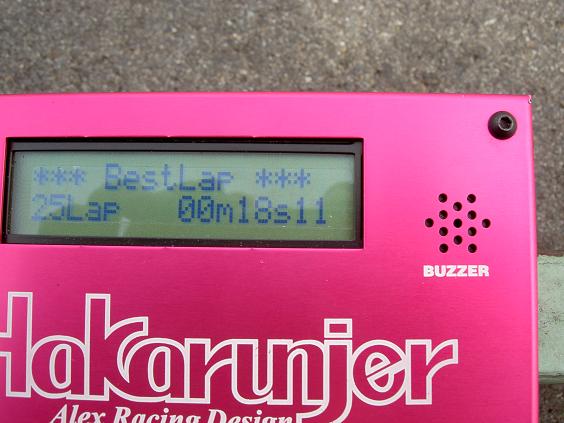 *** BestLap ***
25Lap 00m18s11
BUZZER
Hakarunjer
Alex Racing Design